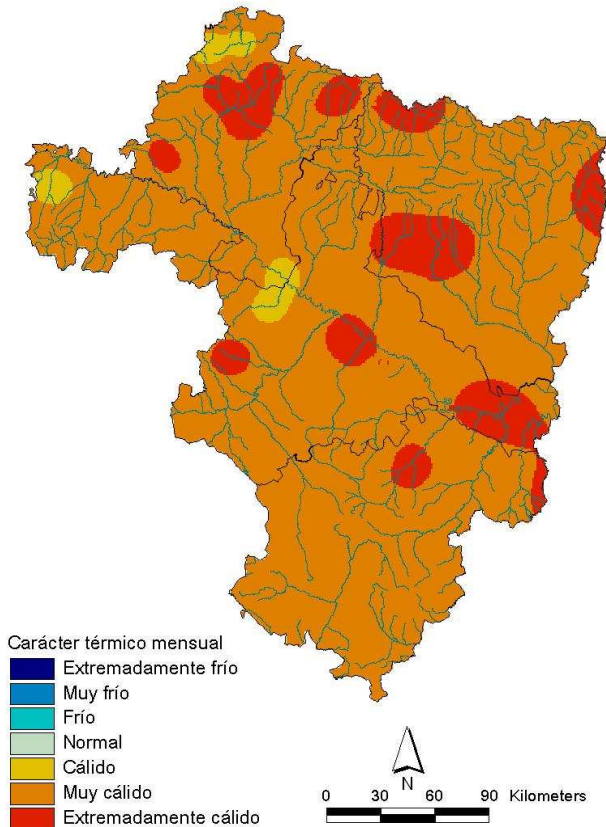 Carácter térmico mensual
Extremadamente frío
Muy frío
Frío
Normal
Cálido
Muy cálido
Extremadamente cálido
N
0 30 60 90 Kilometers